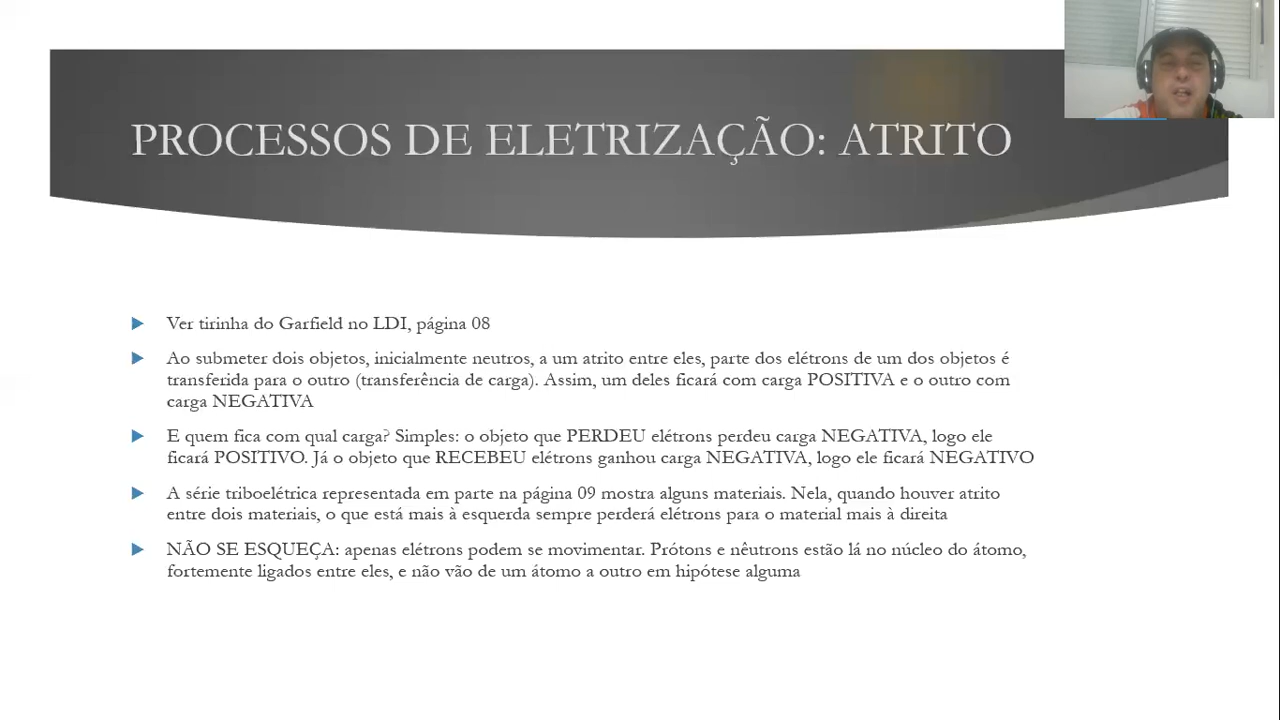 PROCESSOS DE ELETRIZAÇÃO: ATRITO
Ver tirinha do Garfield no LDI, página 08
Ao submeter dois objetos, inicialmente neutros, a um atrito entre eles, parte dos elétrons de um dos objetos é
transferida para o outro (transferência de carga). Assim, um deles ficará com carga POSITIVA e o outro com
carga NEGATIVA
E quem fica com qual carga? Simples: o objeto que PERDEU elétrons perdeu carga NEGATIVA, logo ele
ficará POSITIVO. Já o objeto que RECEBEU elétrons ganhou carga NEGATIVA, logo ele ficará NEGATIVO
A série triboelétrica representada em parte na página 09 mostra alguns materiais. Nela, quando houver atrito
entre dois materiais, o que está mais à esquerda sempre perderá elétrons para o material mais à direita
NÃO SE ESQUEÇA: apenas elétrons podem se movimentar. Prótons e nêutrons estão lá no núcleo do átomo,
fortemente ligados entre eles, e não vão de um átomo a outro em hipótese alguma